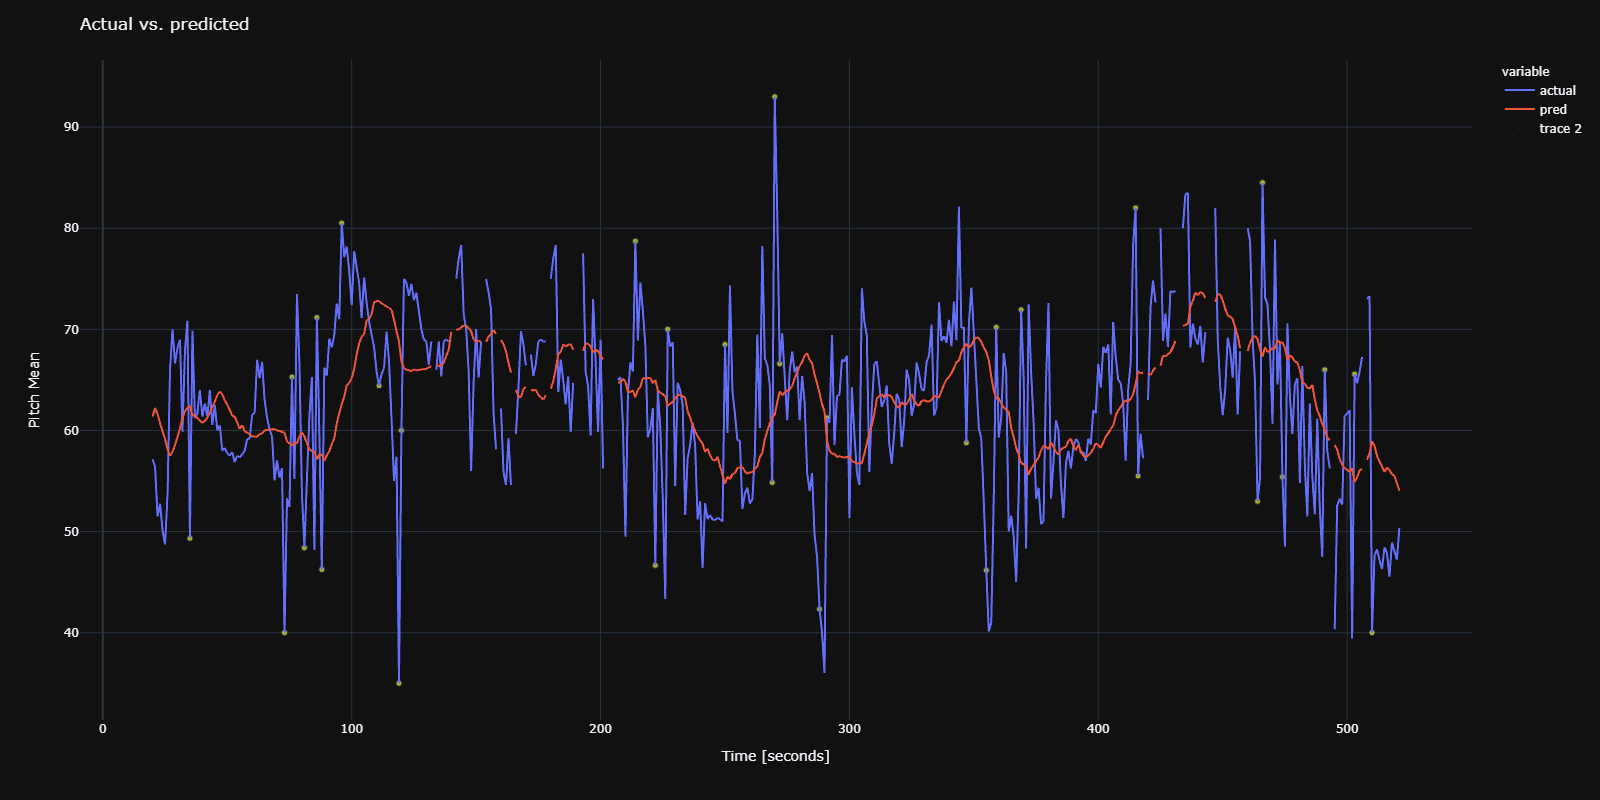 Actual vs. predicted
variable
actual
pred
trace 2
90
80
70
60
50
40
Pitch Mean
0 100 200 300 400 500
Time [seconds]